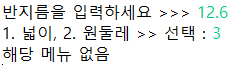 반지름을 입력하세요 >>> 12.6
1. 넓이, 2. 원둘레 >> 선택 : 3
해당 메뉴 없음